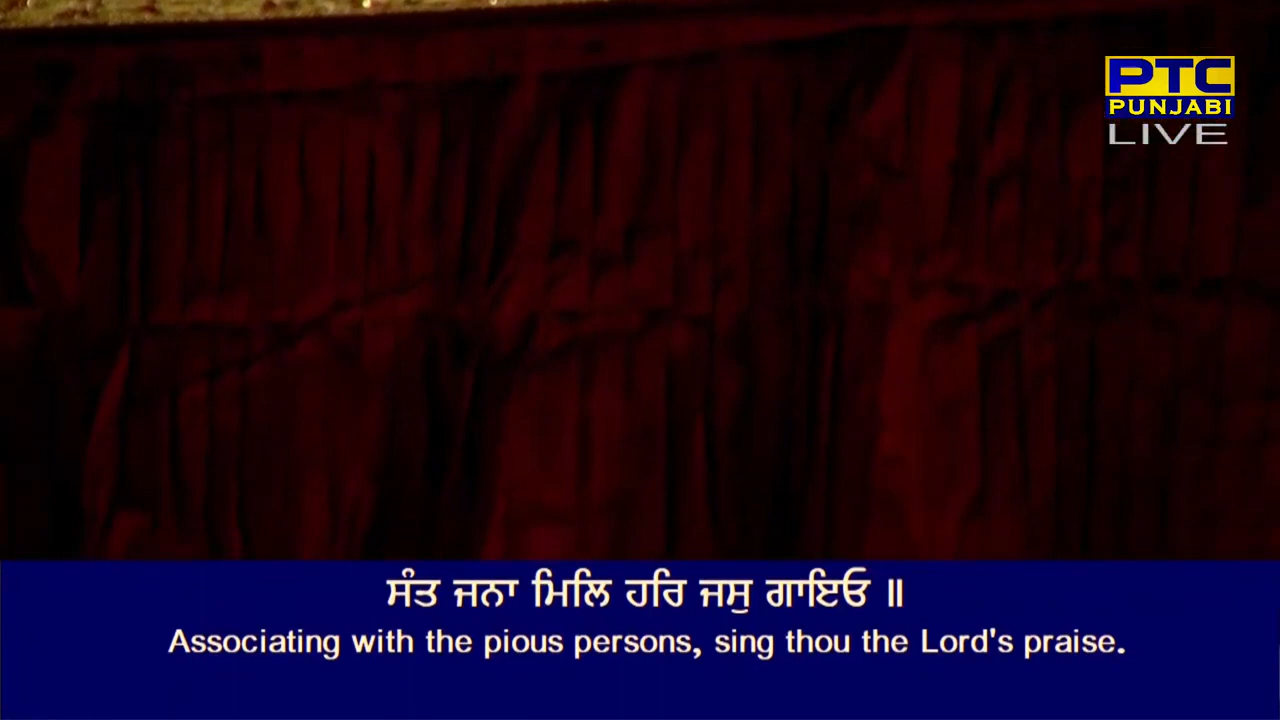 PTC
PUNJABI
LIVE
ਸੰਤ ਜਨਾ ਮਿਲਿ ਹਰਿ ਜਸੁ ਗਾਇਓ ॥
Associating with the pious persons, sing thou the Lord's praise.